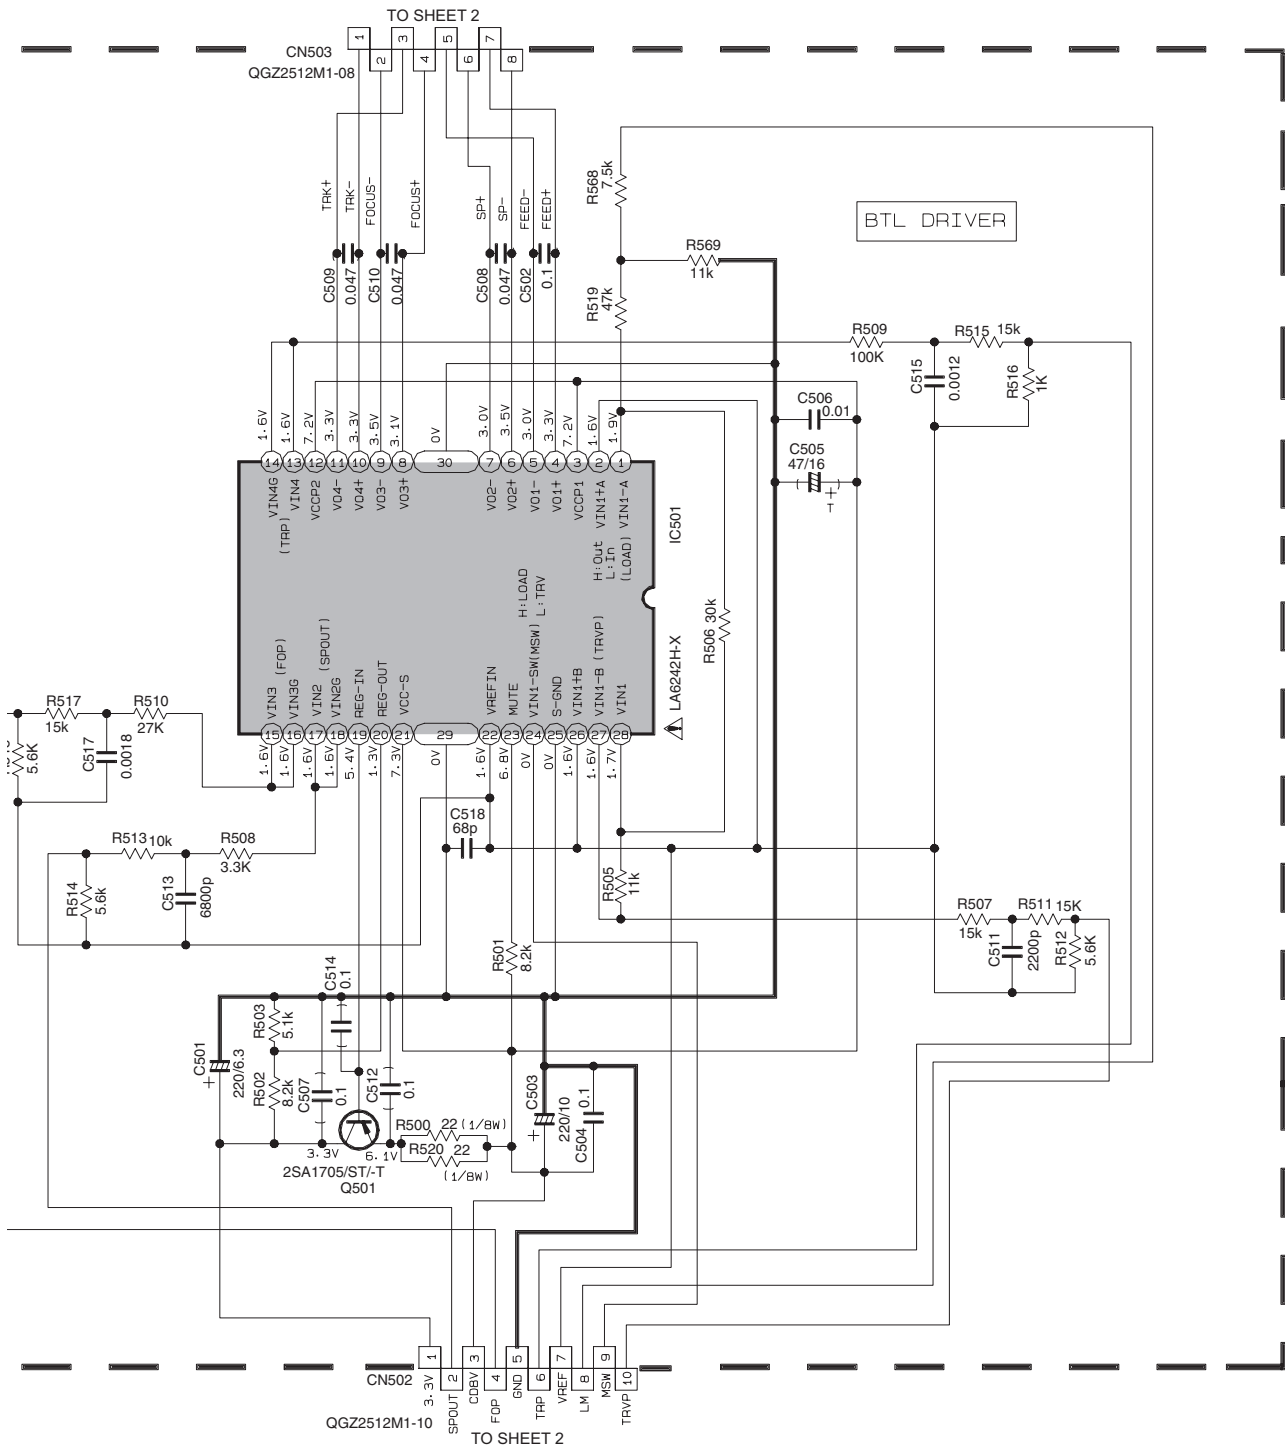 TO SHEET 2
CN503
QGZ2512M1-08
1
2
3
4
5
6
7
8
TRK+
TRK-
FOCUS-
FOCUS+
SP+
SP-
FEED-
FEED+
C509
0.047
C510
0.047
C508
0.047
C502
0.1
R568
7.5k
R569
11k
R519
47k
BTL DRIVER
R509
100K
R515 15k
C515
0.0012
R516
1K
C506
0.01
C505
47/16
+
T
1.6V
1.6V
7.2V
3.3V
3.3V
3.5V
3.1V
0V
3.0V
3.5V
3.0V
3.3V
7.2V
1.6V
1.9V
14
13
12
11
10
9
8
30
7
6
5
4
3
2
1
VIN4G
VIN4
(TRP)
VCCP2
VO4-
VO4+
VO3-
VO3+
VO2-
VO2+
VO1-
VO1+
VCCP1
VIN1+A
VIN1-A
H:Out
L:In
(LOAD)
IC501
LA6242H-X
H:LOAD
L:TRV
R506 30k
VIN3
(FOP)
VIN3G
VIN2
(SPOUT)
VIN2G
REG-IN
REG-OUT
VCC-S
VREFIN
MUTE
VIN1-SW(MSW)
S-GND
VIN1+B
VIN1-B (TRVP)
VIN1
15
16
17
18
19
20
21
29
22
23
24
25
26
27
28
1.6V
1.6V
1.6V
1.6V
5.4V
1.3V
7.3V
0V
1.6V
6.8V
0V
0V
1.6V
1.6V
1.7V
R517
15k
R510
27K
5.6K
C517
0.0018
C518
68p
R513 10k
R508
3.3K
R514
5.6k
C513
6800p
R505
11k
R507
15k
R511 15K
C511
2200p
R512
5.6K
R501
8.2k
C514
0.1
R503
5.1k
C501
220/6.3
+
R502
8.2k
C507
0.1
C512
0.1
C503
220/10
+
C504
0.1
R500 22 (1/8W)
R520 22
(1/8W)
3.3V
6.1V
2SA1705/ST/-T
Q501
CN502
QGZ2512M1-10
1
2
3
4
5
6
7
8
9
10
3.3V
SPOUT
CD8V
FOP
GND
TRP
VREF
LM
MSW
TRVP
TO SHEET 2